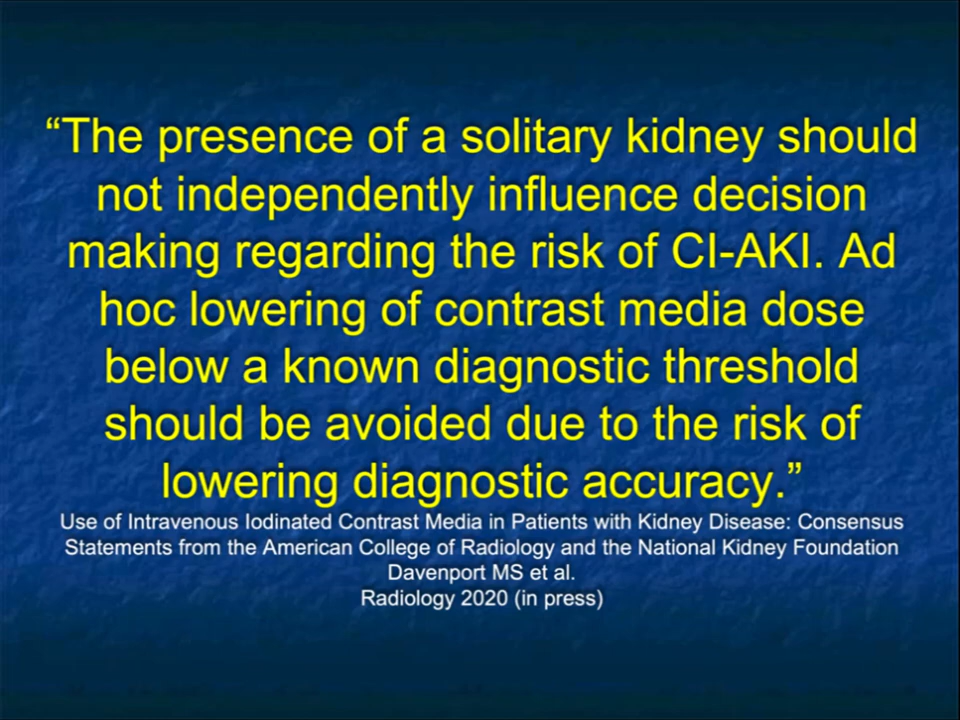 “The presence of a solitary kidney should
not independently influence decision
making regarding the risk of CI-AKI. Ad
hoc lowering of contrast media dose
below a known diagnostic threshold
should be avoided due to the risk of
lowering diagnostic accuracy.”
Use of Intravenous Iodinated Contrast Media in Patients with Kidney Disease: Consensus
Statements from the American College of Radiology and the National Kidney Foundation
Davenport MS et al.
Radiology 2020 (in press)